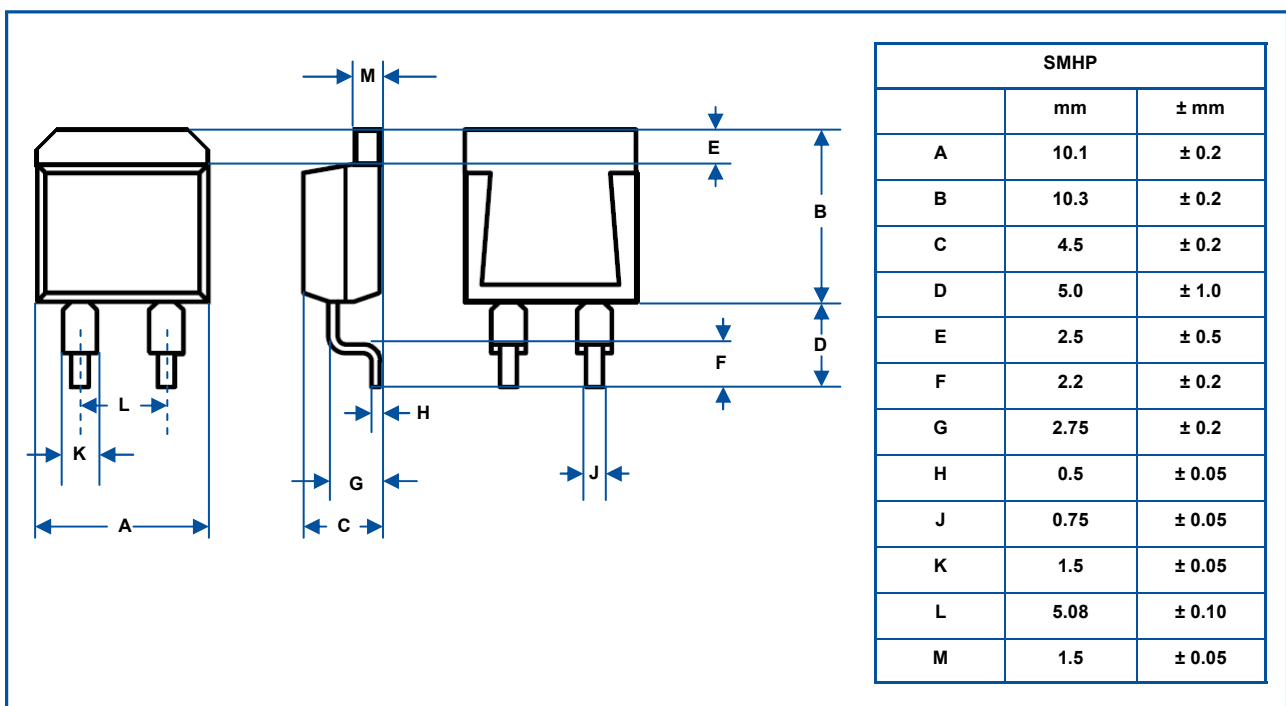 M
E
B
D
F
L
H
K
G
J
A
C
SMHP
mm ± mm
A 10.1 ± 0.2
B 10.3 ± 0.2
C 4.5 ± 0.2
D 5.0 ± 1.0
E 2.5 ± 0.5
F 2.2 ± 0.2
G 2.75 ± 0.2
H 0.5 ± 0.05
J 0.75 ± 0.05
K 1.5 ± 0.05
L 5.08 ± 0.10
M 1.5 ± 0.05